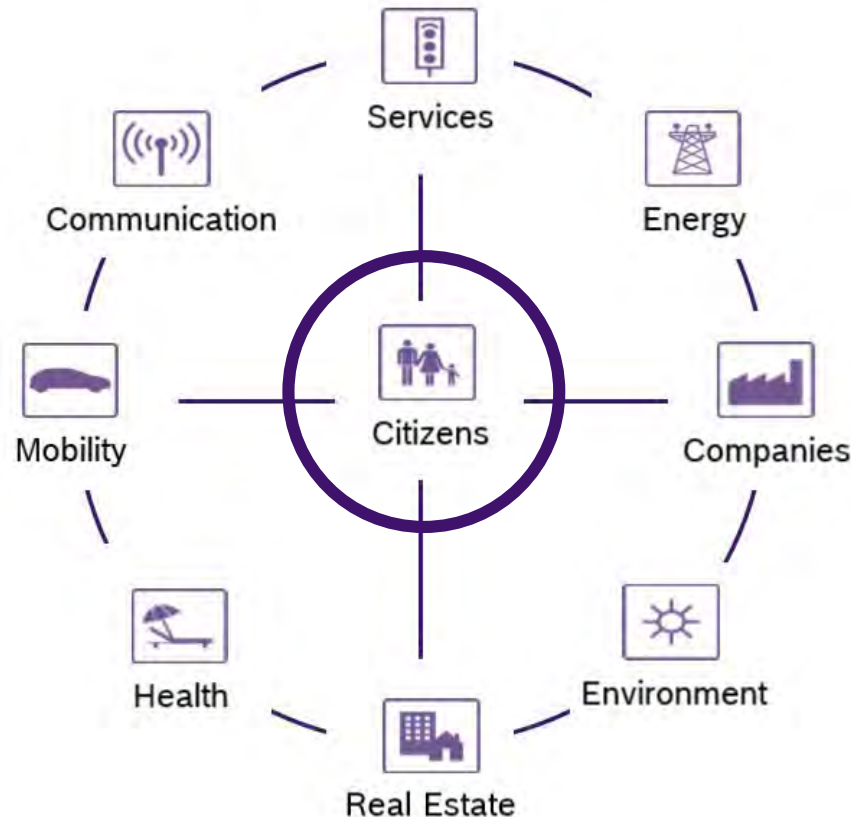 Services
Communication
Energy
Citizens
Mobility
Companies
Health
Environment
Real Estate